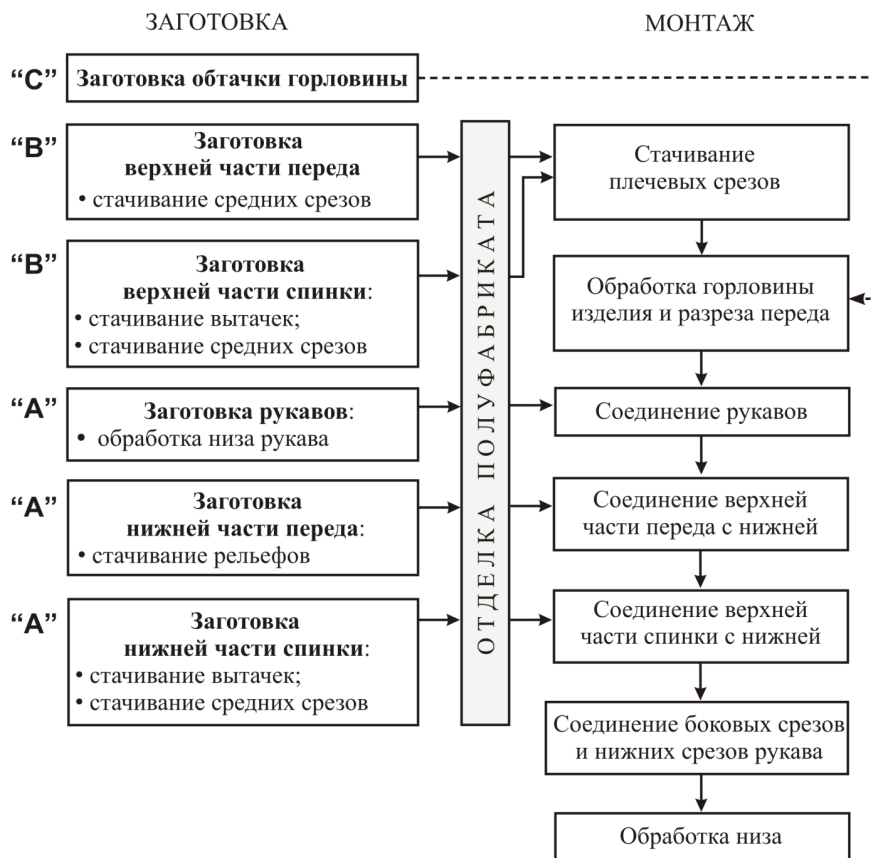 ЗАГОТОВКА
МОНТАЖ
“С”
Заготовка обтачки горловины
“В”
Заготовка
верхней части переда
• стачивание средних срезов
“В”
Заготовка
верхней части спинки:
• стачивание вытачек;
• стачивание средних срезов
“А”
Заготовка рукавов:
• обработка низа рукава
“А”
Заготовка
нижней части переда:
• стачивание рельефов
“А”
Заготовка
нижней части спинки:
• стачивание вытачек;
• стачивание средних срезов
ОТДЕЛКА ПОЛУФАБРИКАТА
Стачивание
плечевых срезов
Обработка горловины
изделия и разреза переда
Соединение рукавов
Соединение верхней
части переда с нижней
Соединение верхней
части спинки с нижней
Соединение боковых срезов
и нижних срезов рукава
Обработка низа